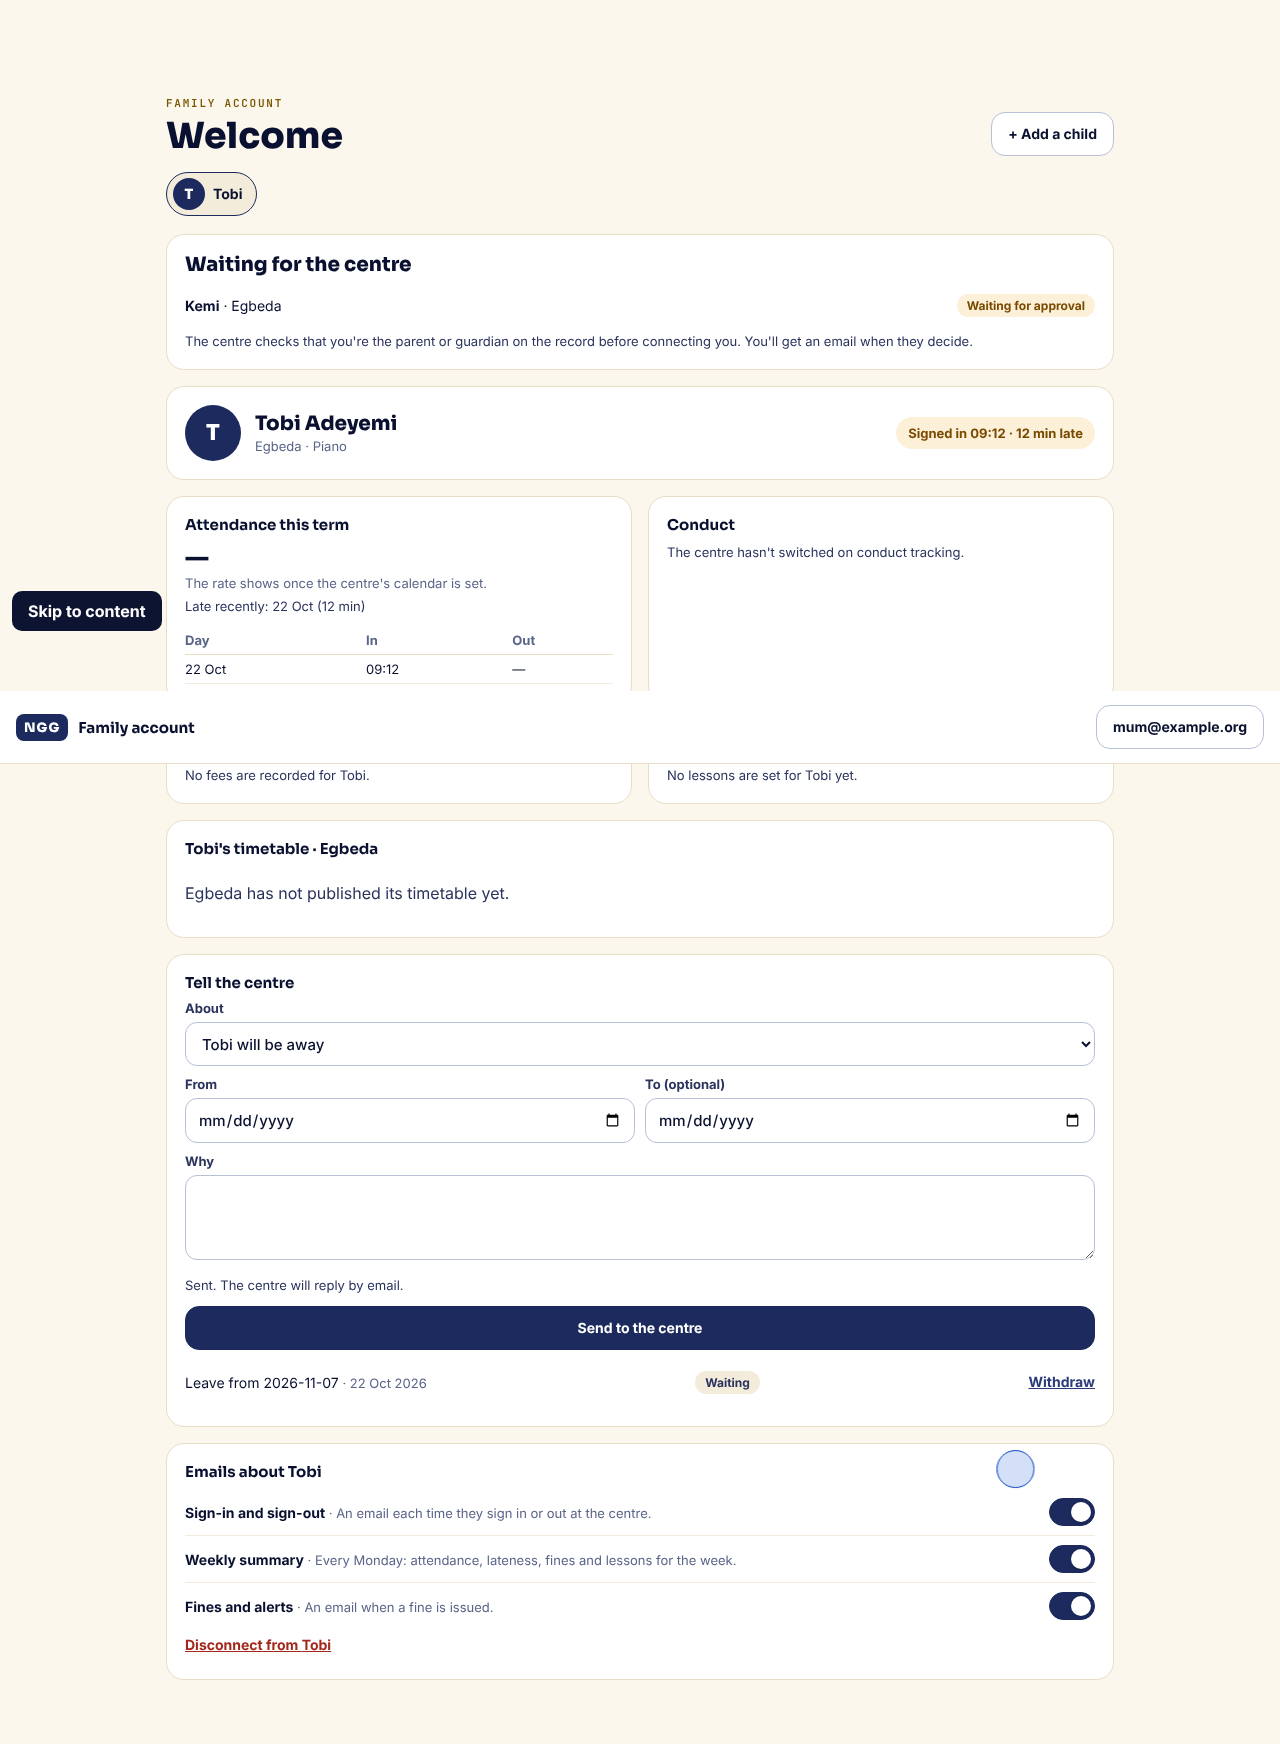 FAMILY ACCOUNT
Welcome
+ Add a child
T Tobi
Waiting for the centre
Kemi · Egbeda
Waiting for approval
The centre checks that you're the parent or guardian on the record before connecting you. You'll get an email when they decide.
T
Tobi Adeyemi
Egbeda · Piano
Signed in 09:12 · 12 min late
Attendance this term
—
The rate shows once the centre's calendar is set.
Late recently: 22 Oct (12 min)
Day In Out
22 Oct 09:12 —
Conduct
The centre hasn't switched on conduct tracking.
Skip to content
NGG Family account
mum@example.org
No fees are recorded for Tobi.
No lessons are set for Tobi yet.
Tobi's timetable · Egbeda
Egbeda has not published its timetable yet.
Tell the centre
About
Tobi will be away
From
To (optional)
mm/dd/yyyy
mm/dd/yyyy
Why
Sent. The centre will reply by email.
Send to the centre
Leave from 2026-11-07 · 22 Oct 2026
Waiting
Withdraw
Emails about Tobi
Sign-in and sign-out · An email each time they sign in or out at the centre.
Weekly summary · Every Monday: attendance, lateness, fines and lessons for the week.
Fines and alerts · An email when a fine is issued.
Disconnect from Tobi